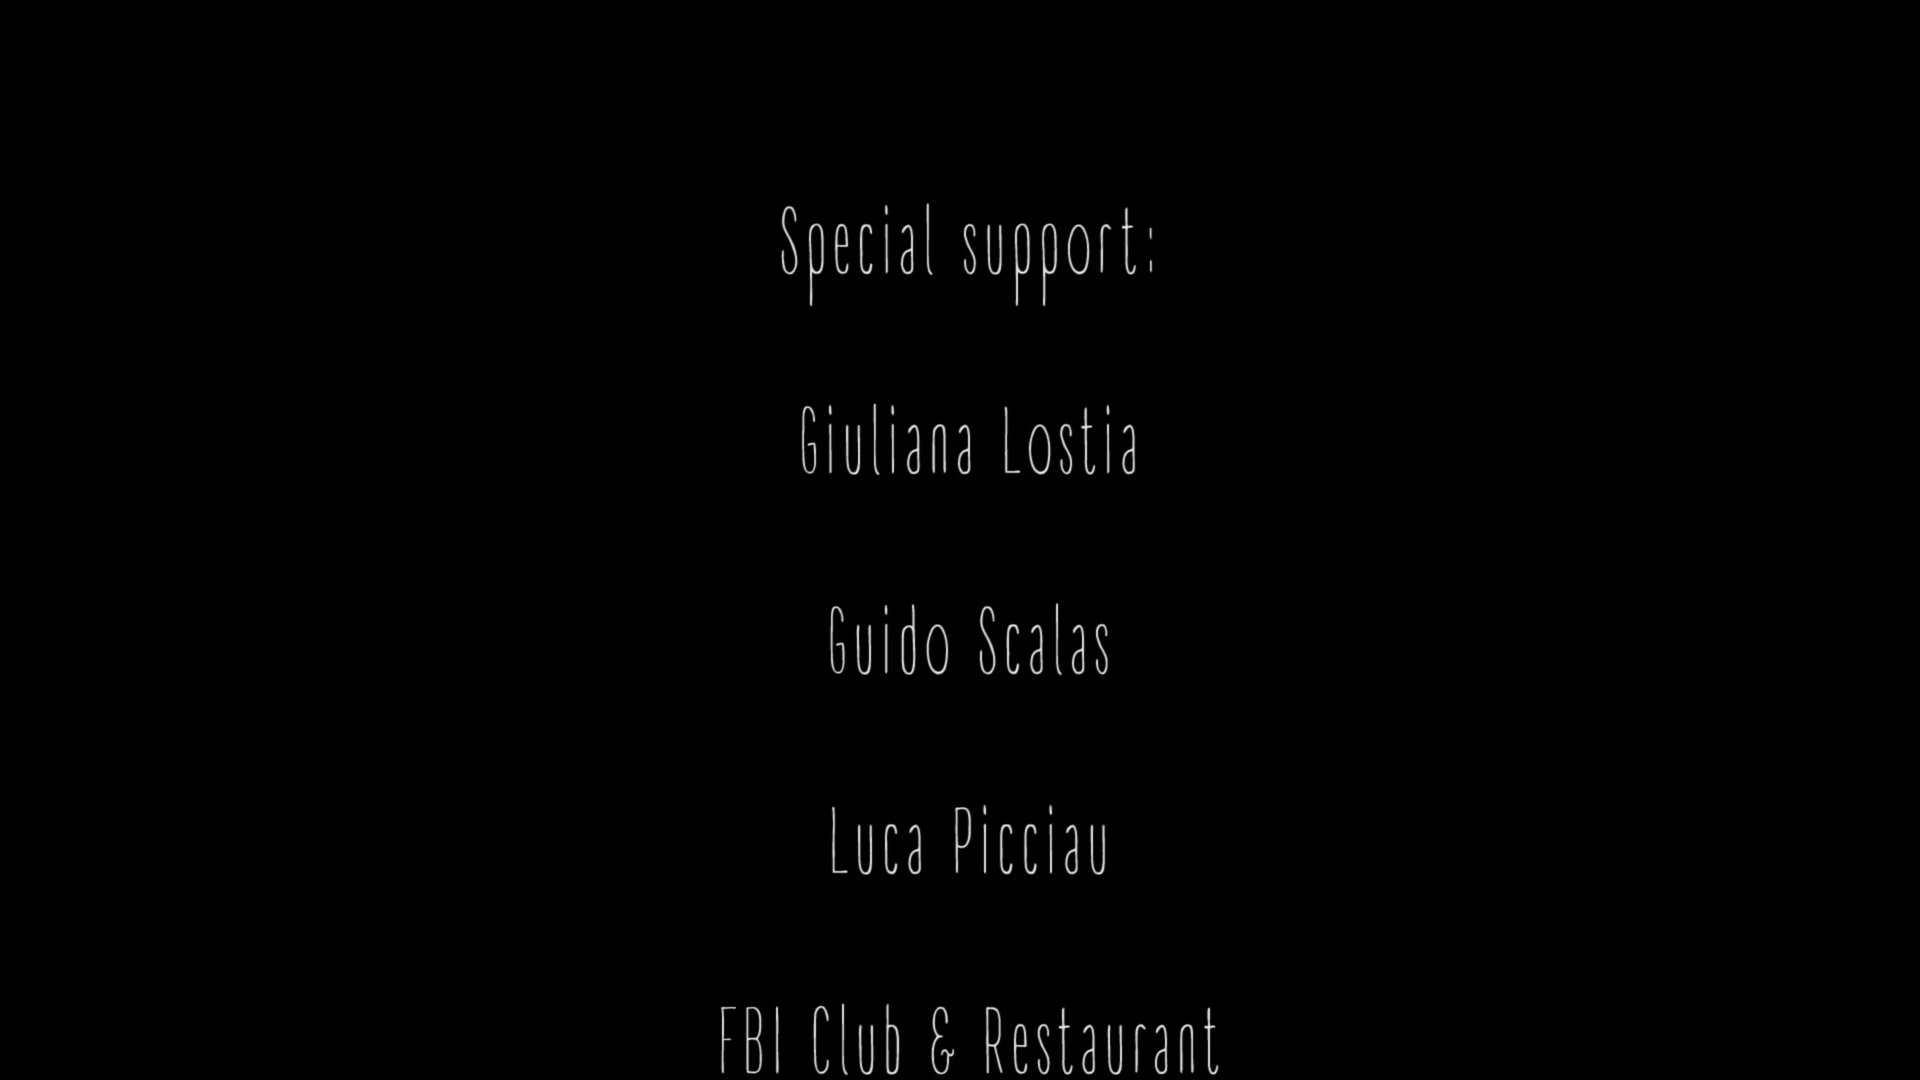 Special support:
Giuliana Lostia
Guido Scalas
Luca Picciau
FBI Club & Restaurant